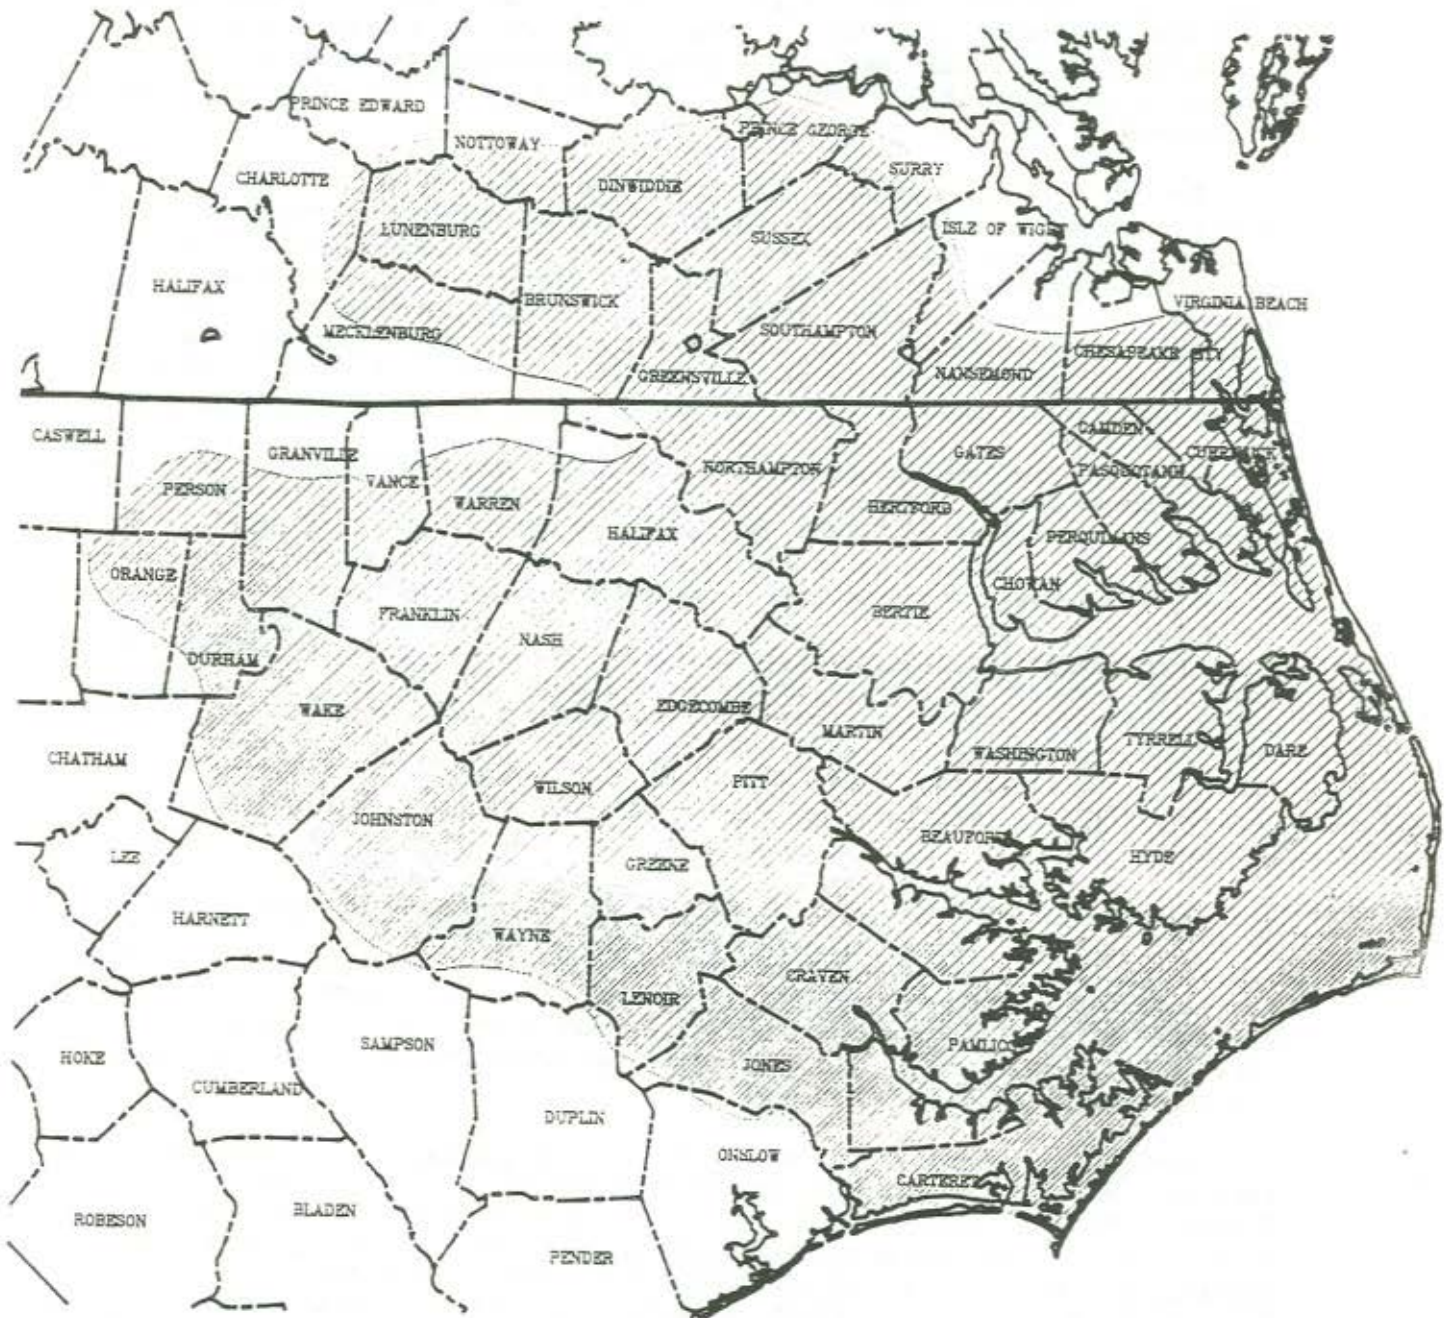 PRINCE EDWARD
NOTTOWAY
PRINCE GEORGE
CHARLOTTE
DINWIDDIE
SURRY
LUNENBURG
SUSSEX
ISLE OF WIGHT
HALIFAX
BRUNSWICK
VIRGINIA BEACH
MECKLENBURG
SOUTHAMPTON
CHESAPEAKE CITY
GREENSVILLE
NANSEMOND
CASWELL
GRANVILLE
CAMDEN
GATES
CURRITUCK
PERSON
VANCE
NORTHAMPTON
PASQUOTANK
WARREN
HERTFORD
HALIFAX
PERQUIMANS
ORANGE
CHOWAN
FRANKLIN
BERTIE
NASH
DURHAM
WAKE
EDGECOMBE
MARTIN
WASHINGTON
TYRRELL
DARE
CHATHAM
WILSON
PITT
JOHNSTON
BEAUFORT
LEE
GREENE
HYDE
HARNETT
WAYNE
LENOIR
CRAVEN
HOKE
SAMPSON
PAMLICO
JONES
CUMBERLAND
DUPLIN
ONSLOW
CARTERET
ROBESON
BLADEN
PENDER